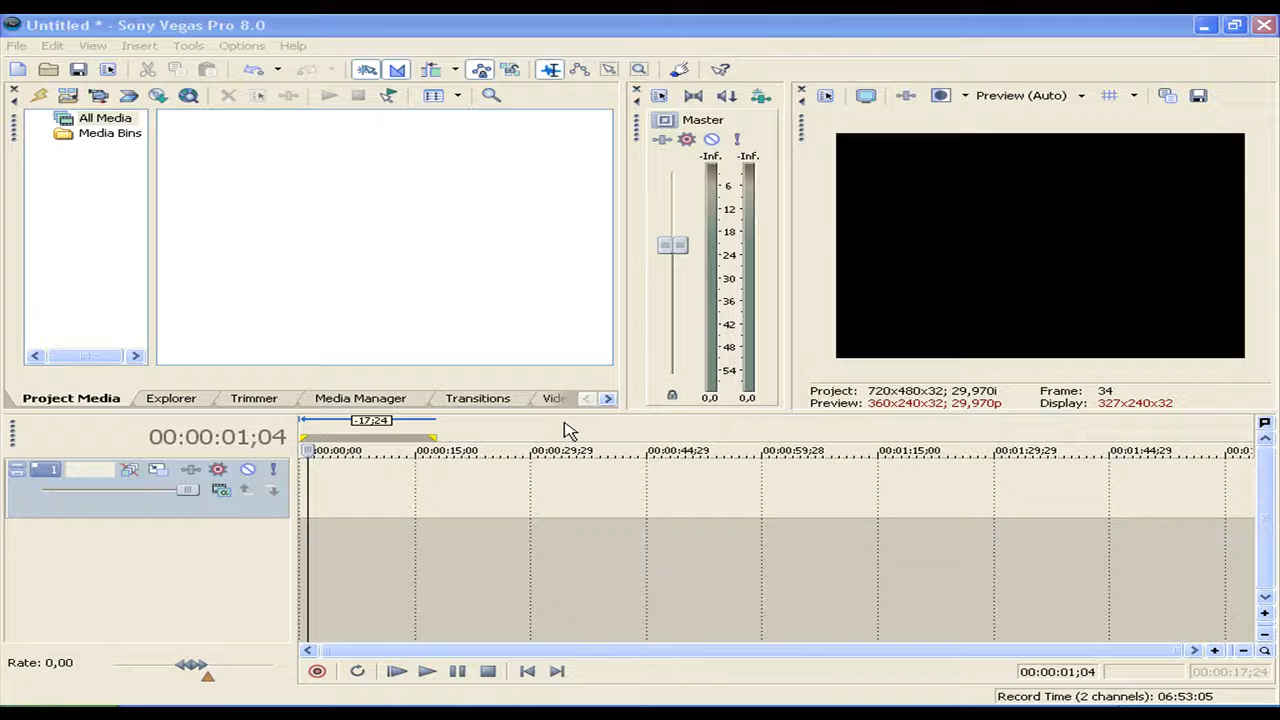 Untitled * - Sony Vegas Pro 8.0
File Edit View Insert Tools Options Help
Preview (Auto)
All Media
Media Bins
Master
-Inf. -Inf.
6
12
18
24
30
36
42
48
54
0,0 0,0
Project: 720x480x32; 29,970i Frame: 34
Preview: 360x240x32; 29,970p Display: 327x240x32
Project Media Explorer Trimmer Media Manager Transitions Vide
-17;24
00:00:01;04
00:00:00;00 00:00:15;00 00:00:29;29 00:00:44;29 00:00:59;28 00:01:15;00 00:01:29;29 00:01:44;29 00:0
1
Rate: 0,00
00:00:01;04 00:00:17;24
Record Time (2 channels): 06:53:05